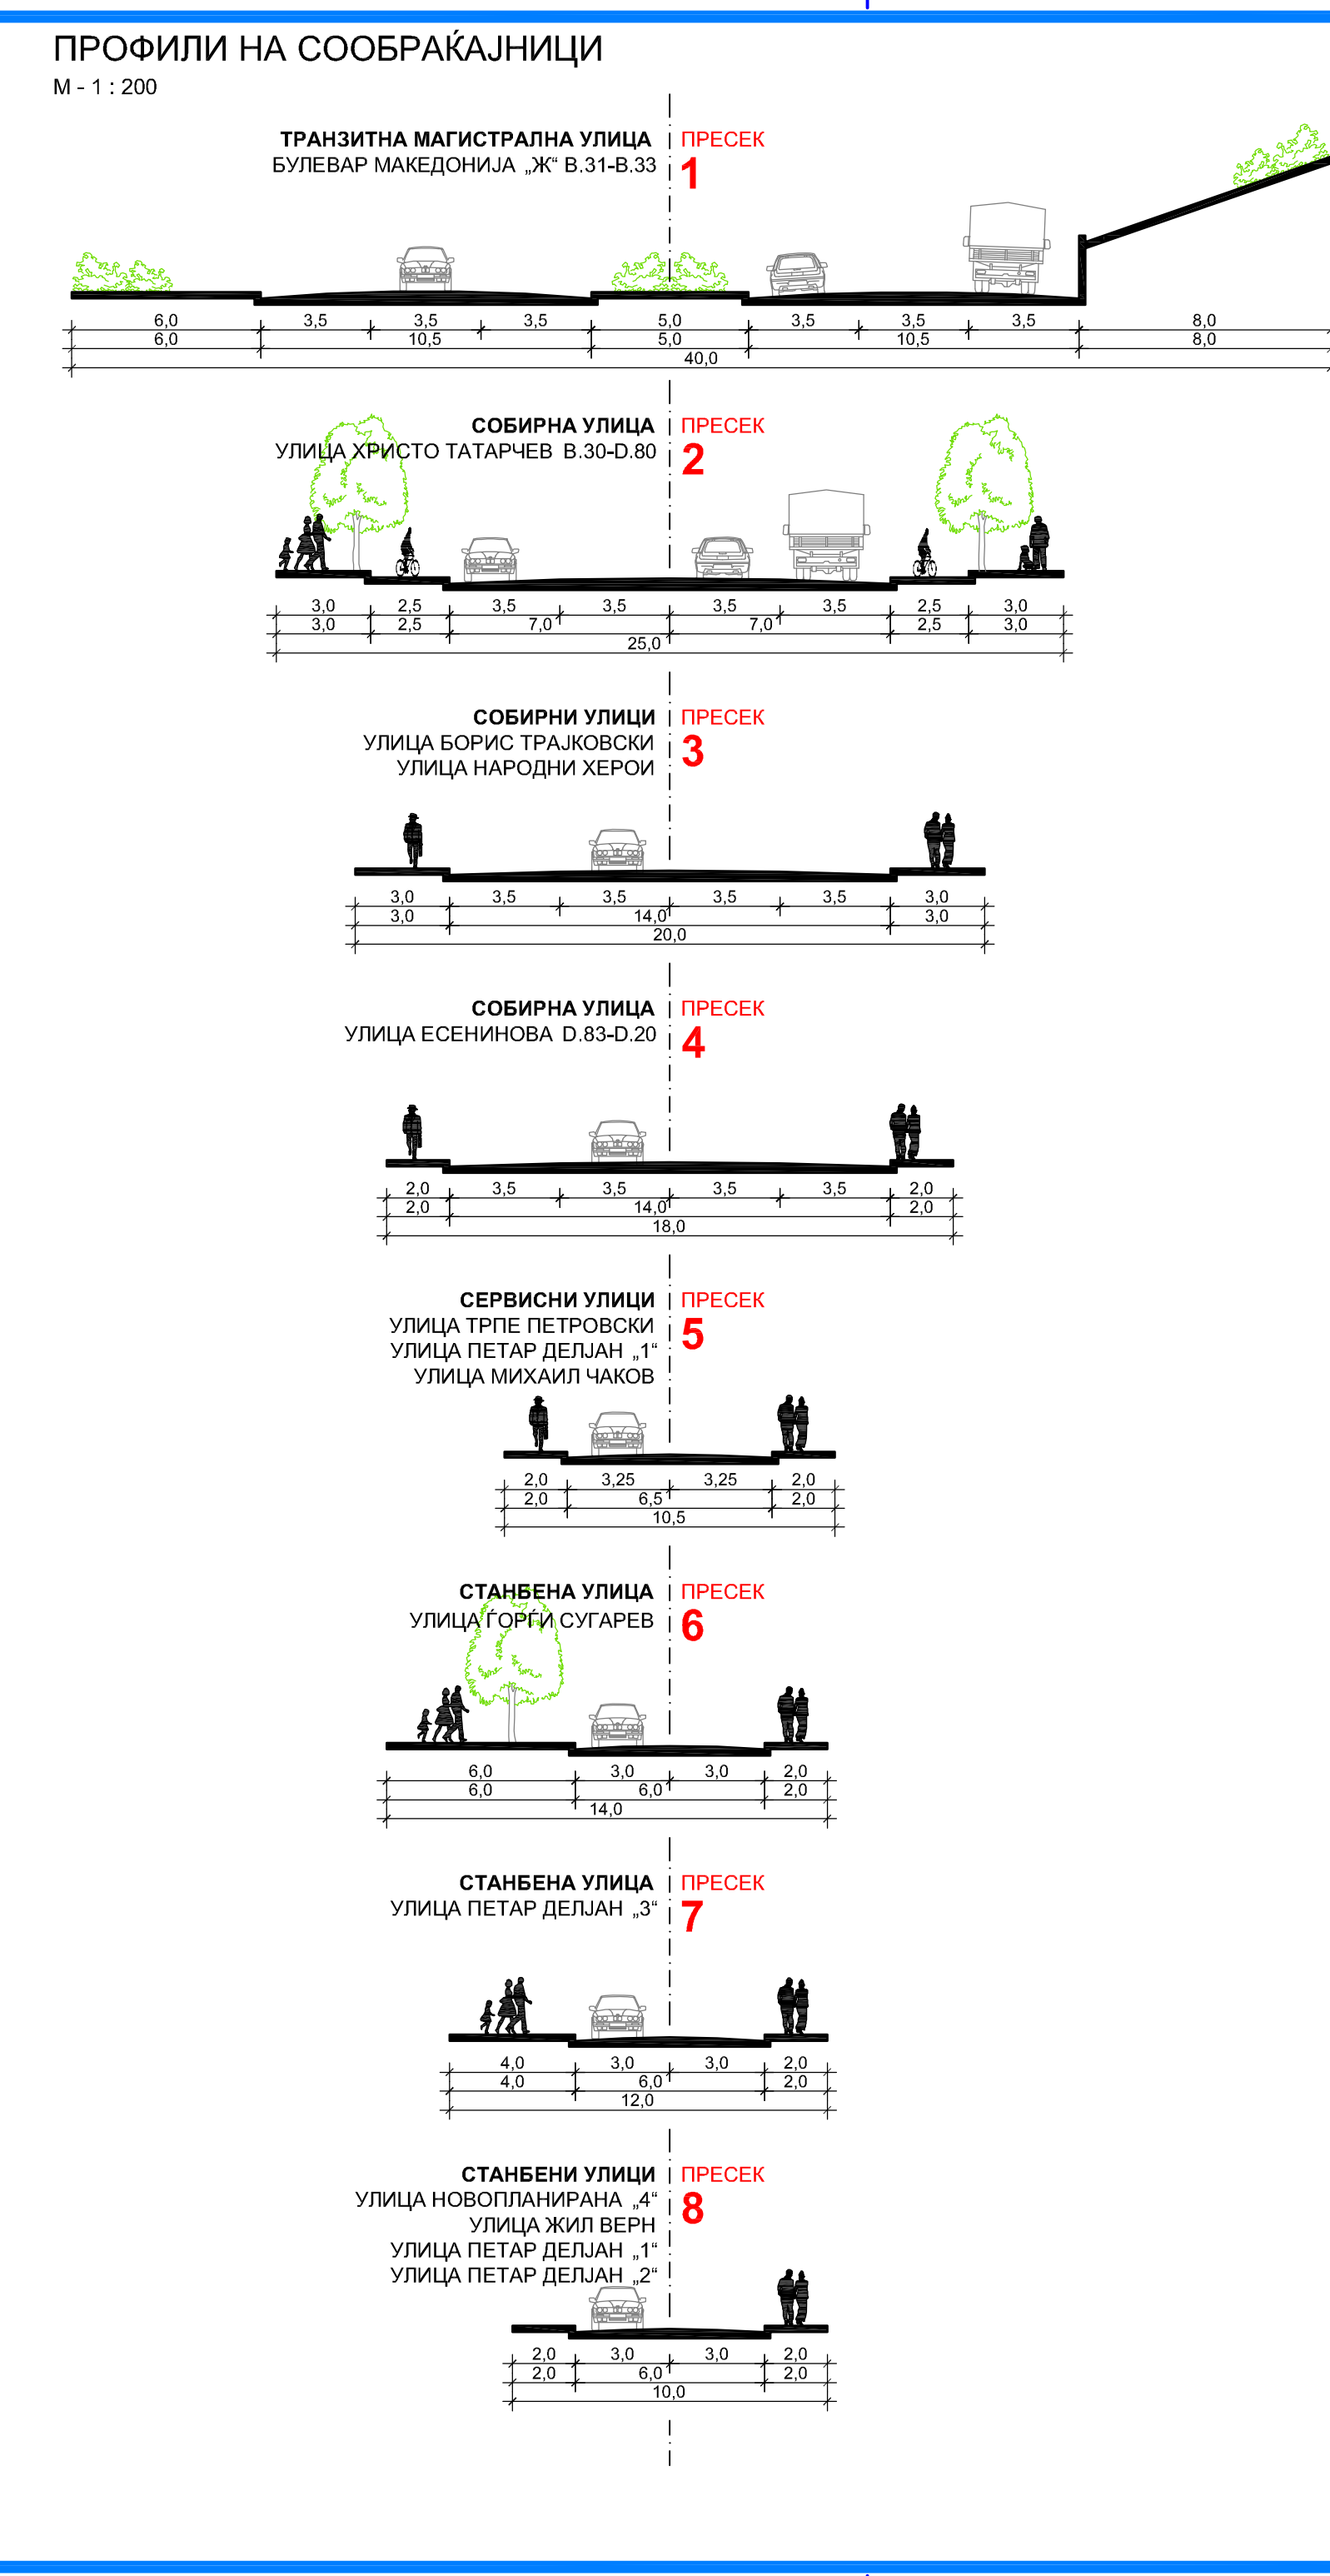 ПРОФИЛИ НА СООБРАЌАЈНИЦИ
М - 1 : 200
ТРАНЗИТНА МАГИСТРАЛНА УЛИЦА ПРЕСЕК
БУЛЕВАР МАКЕДОНИЈА „Ж“ В.31-В.33 1
6,0 3,5 3,5 3,5 5,0 3,5 3,5 3,5 8,0
6,0 10,5 5,0 10,5 8,0
40,0
СОБИРНА УЛИЦА ПРЕСЕК
УЛИЦА ХРИСТО ТАТАРЧЕВ В.30-D.80 2
3,0 2,5 3,5 3,5 3,5 3,5 2,5 3,0
3,0 2,5 7,0 7,0 2,5 3,0
25,0
СОБИРНИ УЛИЦИ ПРЕСЕК
УЛИЦА БОРИС ТРАЈКОВСКИ 3
УЛИЦА НАРОДНИ ХЕРОИ
3,0 3,5 3,5 3,5 3,5 3,0
3,0 14,0 3,0
20,0
СОБИРНА УЛИЦА ПРЕСЕК
УЛИЦА ЕСЕНИНОВА D.83-D.20 4
2,0 3,5 3,5 3,5 3,5 2,0
2,0 14,0 2,0
18,0
СЕРВИСНИ УЛИЦИ ПРЕСЕК
УЛИЦА ТРПЕ ПЕТРОВСКИ 5
УЛИЦА ПЕТАР ДЕЛЈАН „1“
УЛИЦА МИХАИЛ ЧАКОВ
2,0 3,25 3,25 2,0
2,0 6,5 2,0
10,5
СТАНБЕНА УЛИЦА ПРЕСЕК
УЛИЦА ЃОРЃИ СУГАРЕВ 6
6,0 3,0 3,0 2,0
6,0 6,0 2,0
14,0
СТАНБЕНА УЛИЦА ПРЕСЕК
УЛИЦА ПЕТАР ДЕЛЈАН „3“ 7
4,0 3,0 3,0 2,0
4,0 6,0 2,0
12,0
СТАНБЕНИ УЛИЦИ ПРЕСЕК
УЛИЦА НОВОПЛАНИРАНА „4“ 8
УЛИЦА ЖИЛ ВЕРН
УЛИЦА ПЕТАР ДЕЛЈАН „1“
УЛИЦА ПЕТАР ДЕЛЈАН „2“
2,0 3,0 3,0 2,0
2,0 6,0 2,0
10,0